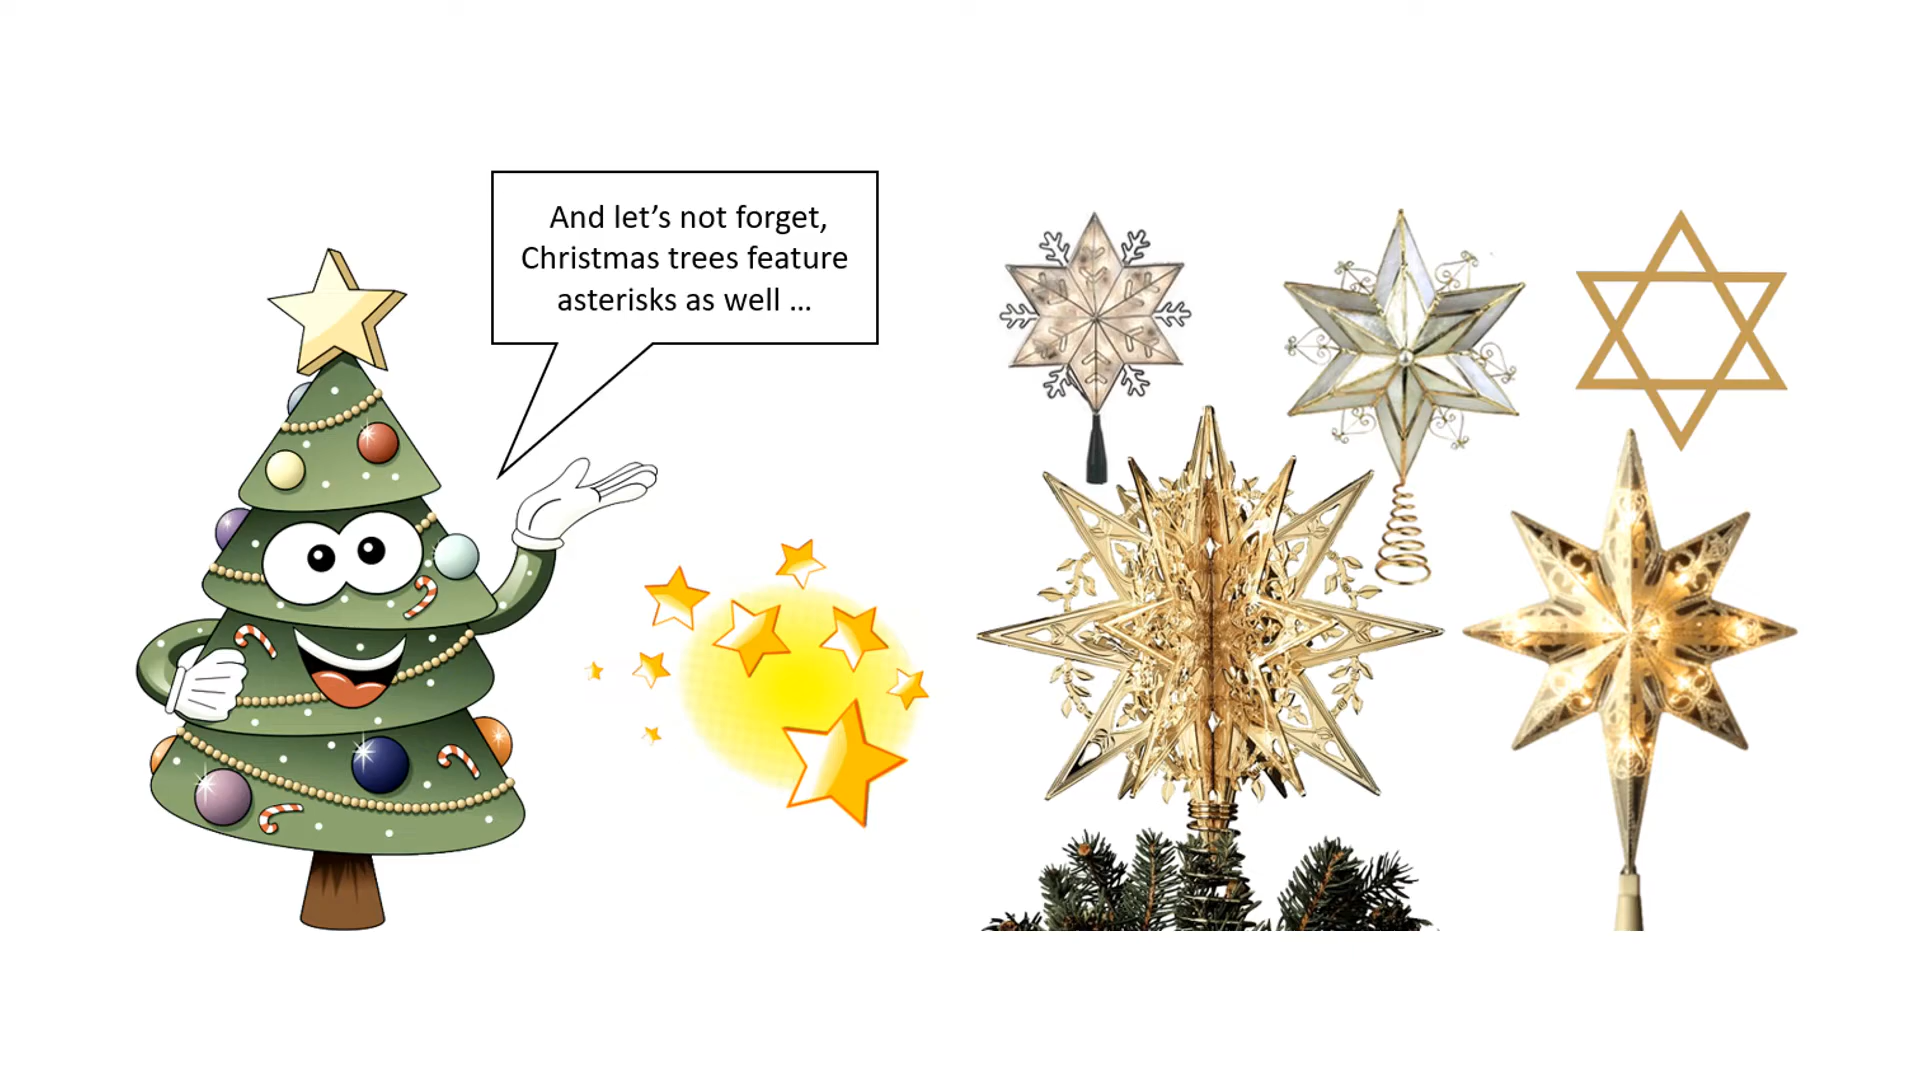 And let’s not forget,
Christmas trees feature
asterisks as well ...